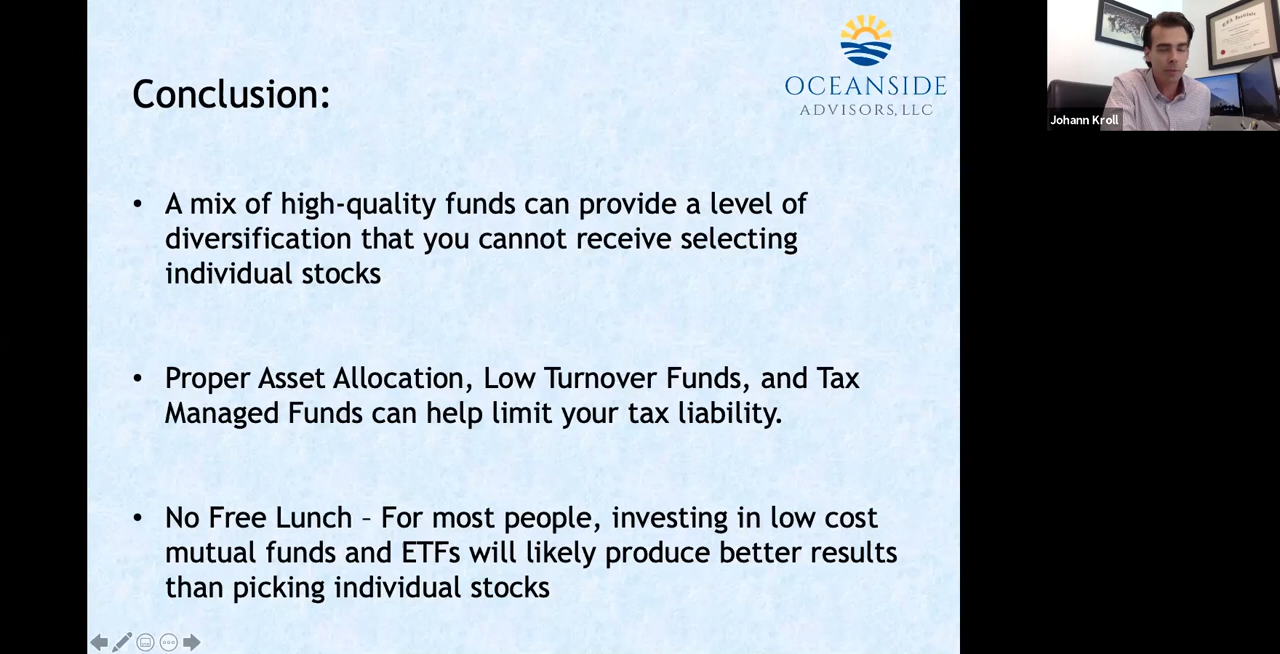 Conclusion:
OCEANSIDE
ADVISORS, LLC
• A mix of high-quality funds can provide a level of
diversification that you cannot receive selecting
individual stocks
• Proper Asset Allocation, Low Turnover Funds, and Tax
Managed Funds can help limit your tax liability.
• No Free Lunch – For most people, investing in low cost
mutual funds and ETFs will likely produce better results
than picking individual stocks
Johann Kroll